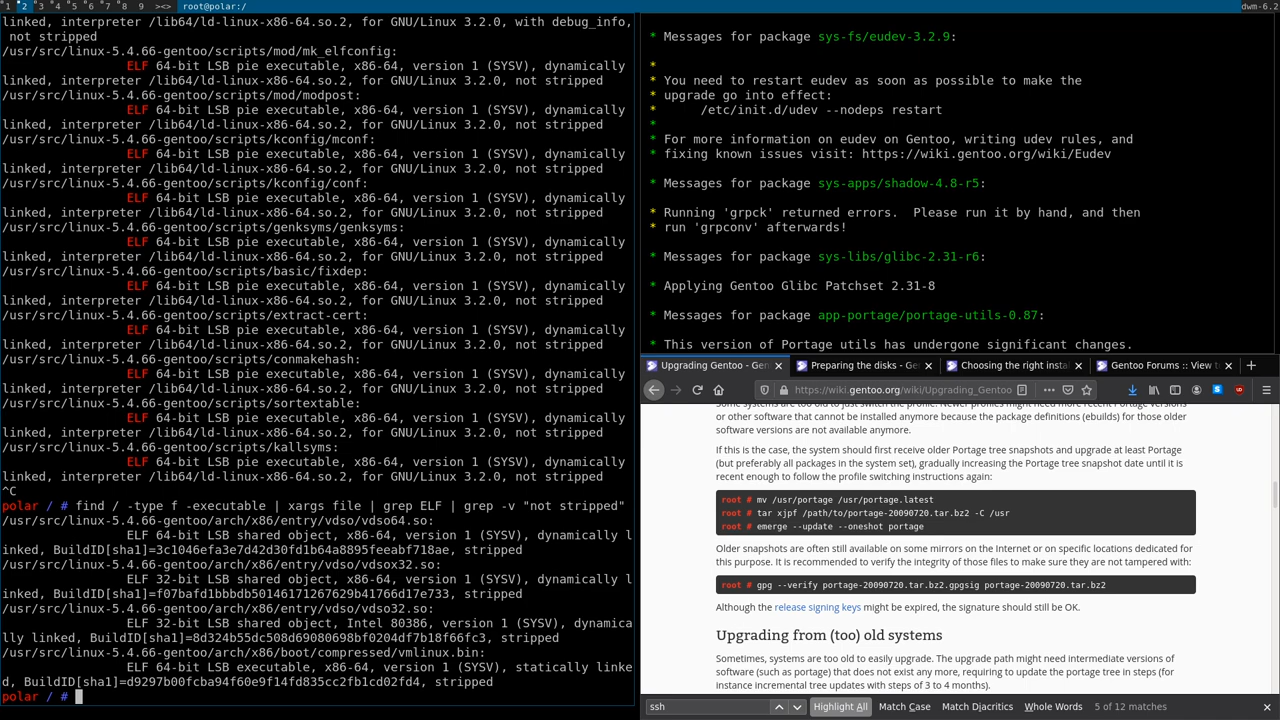 1 2 3 4 5 6 7 8 9 ><> root@polar:/ dwm-6.2
linked, interpreter /lib64/ld-linux-x86-64.so.2, for GNU/Linux 3.2.0, with debug_info,
not stripped
/usr/src/linux-5.4.66-gentoo/scripts/mod/mk_elfconfig:
ELF 64-bit LSB pie executable, x86-64, version 1 (SYSV), dynamically
linked, interpreter /lib64/ld-linux-x86-64.so.2, for GNU/Linux 3.2.0, not stripped
/usr/src/linux-5.4.66-gentoo/scripts/mod/modpost:
ELF 64-bit LSB pie executable, x86-64, version 1 (SYSV), dynamically
linked, interpreter /lib64/ld-linux-x86-64.so.2, for GNU/Linux 3.2.0, not stripped
/usr/src/linux-5.4.66-gentoo/scripts/kconfig/mconf:
ELF 64-bit LSB pie executable, x86-64, version 1 (SYSV), dynamically
linked, interpreter /lib64/ld-linux-x86-64.so.2, for GNU/Linux 3.2.0, not stripped
/usr/src/linux-5.4.66-gentoo/scripts/kconfig/conf:
ELF 64-bit LSB pie executable, x86-64, version 1 (SYSV), dynamically
linked, interpreter /lib64/ld-linux-x86-64.so.2, for GNU/Linux 3.2.0, not stripped
/usr/src/linux-5.4.66-gentoo/scripts/genksyms/genksyms:
ELF 64-bit LSB pie executable, x86-64, version 1 (SYSV), dynamically
linked, interpreter /lib64/ld-linux-x86-64.so.2, for GNU/Linux 3.2.0, not stripped
/usr/src/linux-5.4.66-gentoo/scripts/basic/fixdep:
ELF 64-bit LSB pie executable, x86-64, version 1 (SYSV), dynamically
linked, interpreter /lib64/ld-linux-x86-64.so.2, for GNU/Linux 3.2.0, not stripped
/usr/src/linux-5.4.66-gentoo/scripts/extract-cert:
ELF 64-bit LSB pie executable, x86-64, version 1 (SYSV), dynamically
linked, interpreter /lib64/ld-linux-x86-64.so.2, for GNU/Linux 3.2.0, not stripped
/usr/src/linux-5.4.66-gentoo/scripts/conmakehash:
ELF 64-bit LSB pie executable, x86-64, version 1 (SYSV), dynamically
linked, interpreter /lib64/ld-linux-x86-64.so.2, for GNU/Linux 3.2.0, not stripped
/usr/src/linux-5.4.66-gentoo/scripts/sortextable:
ELF 64-bit LSB pie executable, x86-64, version 1 (SYSV), dynamically
linked, interpreter /lib64/ld-linux-x86-64.so.2, for GNU/Linux 3.2.0, not stripped
/usr/src/linux-5.4.66-gentoo/scripts/kallsyms:
ELF 64-bit LSB pie executable, x86-64, version 1 (SYSV), dynamically
linked, interpreter /lib64/ld-linux-x86-64.so.2, for GNU/Linux 3.2.0, not stripped
^C
polar / # find / -type f -executable | xargs file | grep ELF | grep -v "not stripped"
/usr/src/linux-5.4.66-gentoo/arch/x86/entry/vdso/vdso64.so:
ELF 64-bit LSB shared object, x86-64, version 1 (SYSV), dynamically l
inked, BuildID[sha1]=3c1046efa3e7d42d30fd1b64a8895feeabf718ae, stripped
/usr/src/linux-5.4.66-gentoo/arch/x86/entry/vdso/vdsox32.so:
ELF 32-bit LSB shared object, x86-64, version 1 (SYSV), dynamically l
inked, BuildID[sha1]=f07bafd1bbbdb50146171267629b41766d17e733, stripped
/usr/src/linux-5.4.66-gentoo/arch/x86/entry/vdso/vdso32.so:
ELF 32-bit LSB shared object, Intel 80386, version 1 (SYSV), dynamica
lly linked, BuildID[sha1]=8d324b55dc508d69080698bf0204df7b18f66fc3, stripped
/usr/src/linux-5.4.66-gentoo/arch/x86/boot/compressed/vmlinux.bin:
ELF 64-bit LSB executable, x86-64, version 1 (SYSV), statically linke
d, BuildID[sha1]=d9297b00fcba94f60e9f14fd835cc2fb1cd02fd4, stripped
polar / #
* Messages for package sys-fs/eudev-3.2.9:
*
* You need to restart eudev as soon as possible to make the
* upgrade go into effect:
* /etc/init.d/udev --nodeps restart
*
* For more information on eudev on Gentoo, writing udev rules, and
* fixing known issues visit: https://wiki.gentoo.org/wiki/Eudev
* Messages for package sys-apps/shadow-4.8-r5:
* Running 'grpck' returned errors. Please run it by hand, and then
* run 'grpconv' afterwards!
* Messages for package sys-libs/glibc-2.31-r6:
* Applying Gentoo Glibc Patchset 2.31-8
* Messages for package app-portage/portage-utils-0.87:
* This version of Portage utils has undergone significant changes.
Upgrading Gentoo - Gen Preparing the disks - Ge Choosing the right insta Gentoo Forums :: View t
https://wiki.gentoo.org/wiki/Upgrading_Gentoo
Some systems are too old to just switch the profile. Newer profiles might need more recent Portage versions
or other software that cannot be installed anymore because the package definitions (ebuilds) for those older
software versions are not available anymore.
If this is the case, the system should first receive older Portage tree snapshots and upgrade at least Portage
(but preferably all packages in the system set), gradually increasing the Portage tree snapshot date until it is
recent enough to follow the profile switching instructions again:
root # mv /usr/portage /usr/portage.latest
root # tar xjpf /path/to/portage-20090720.tar.bz2 -C /usr
root # emerge --update --oneshot portage
Older snapshots are often still available on some mirrors on the Internet or on specific locations dedicated for
this purpose. It is recommended to verify the integrity of those files to make sure they are not tampered with:
root # gpg --verify portage-20090720.tar.bz2.gpgsig portage-20090720.tar.bz2
Although the release signing keys might be expired, the signature should still be OK.
Upgrading from (too) old systems
Sometimes, systems are too old to easily upgrade. The upgrade path might need intermediate versions of
software (such as portage) that does not exist any more, requiring to update the portage tree in steps (for
instance incremental tree updates with steps of 3 to 4 months).
ssh Highlight All Match Case Match Diacritics Whole Words 5 of 12 matches